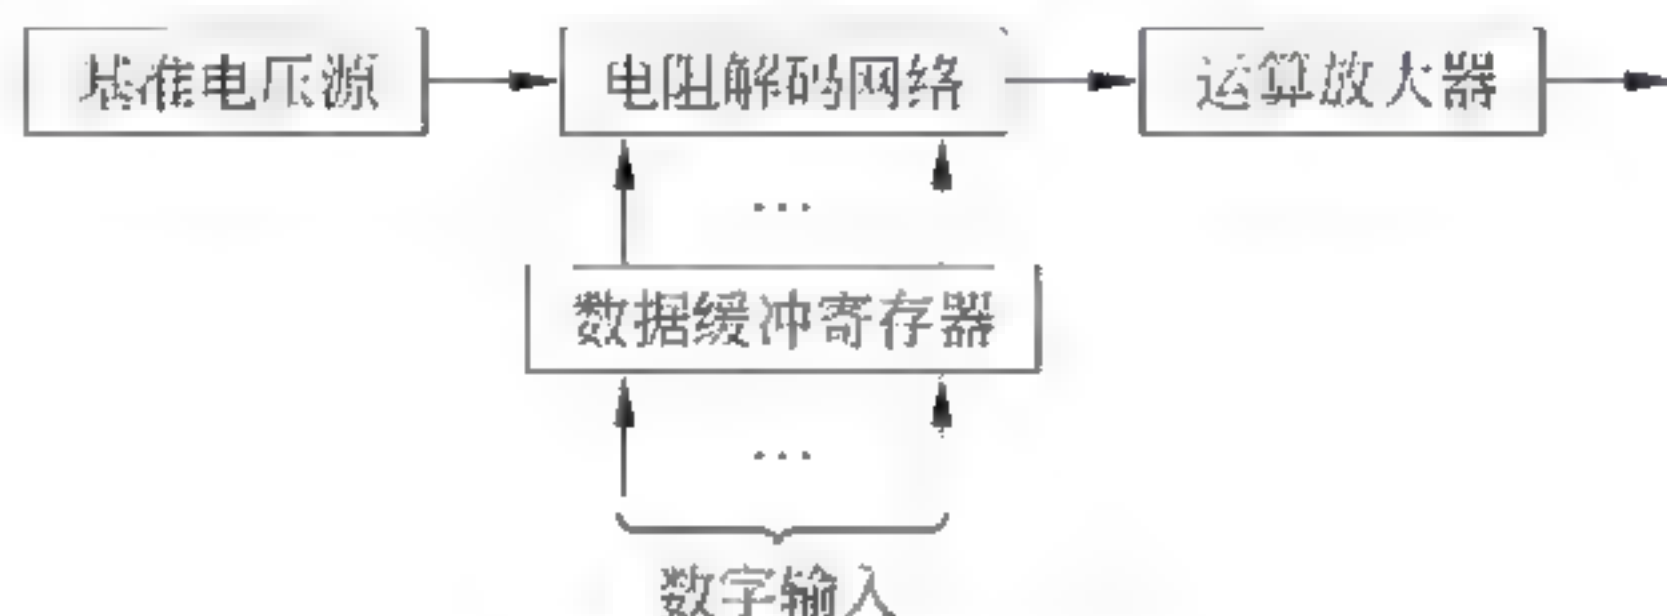 基准电压源
电阻解码网络
运算放大器
...
数据缓冲寄存器
...
数字输入